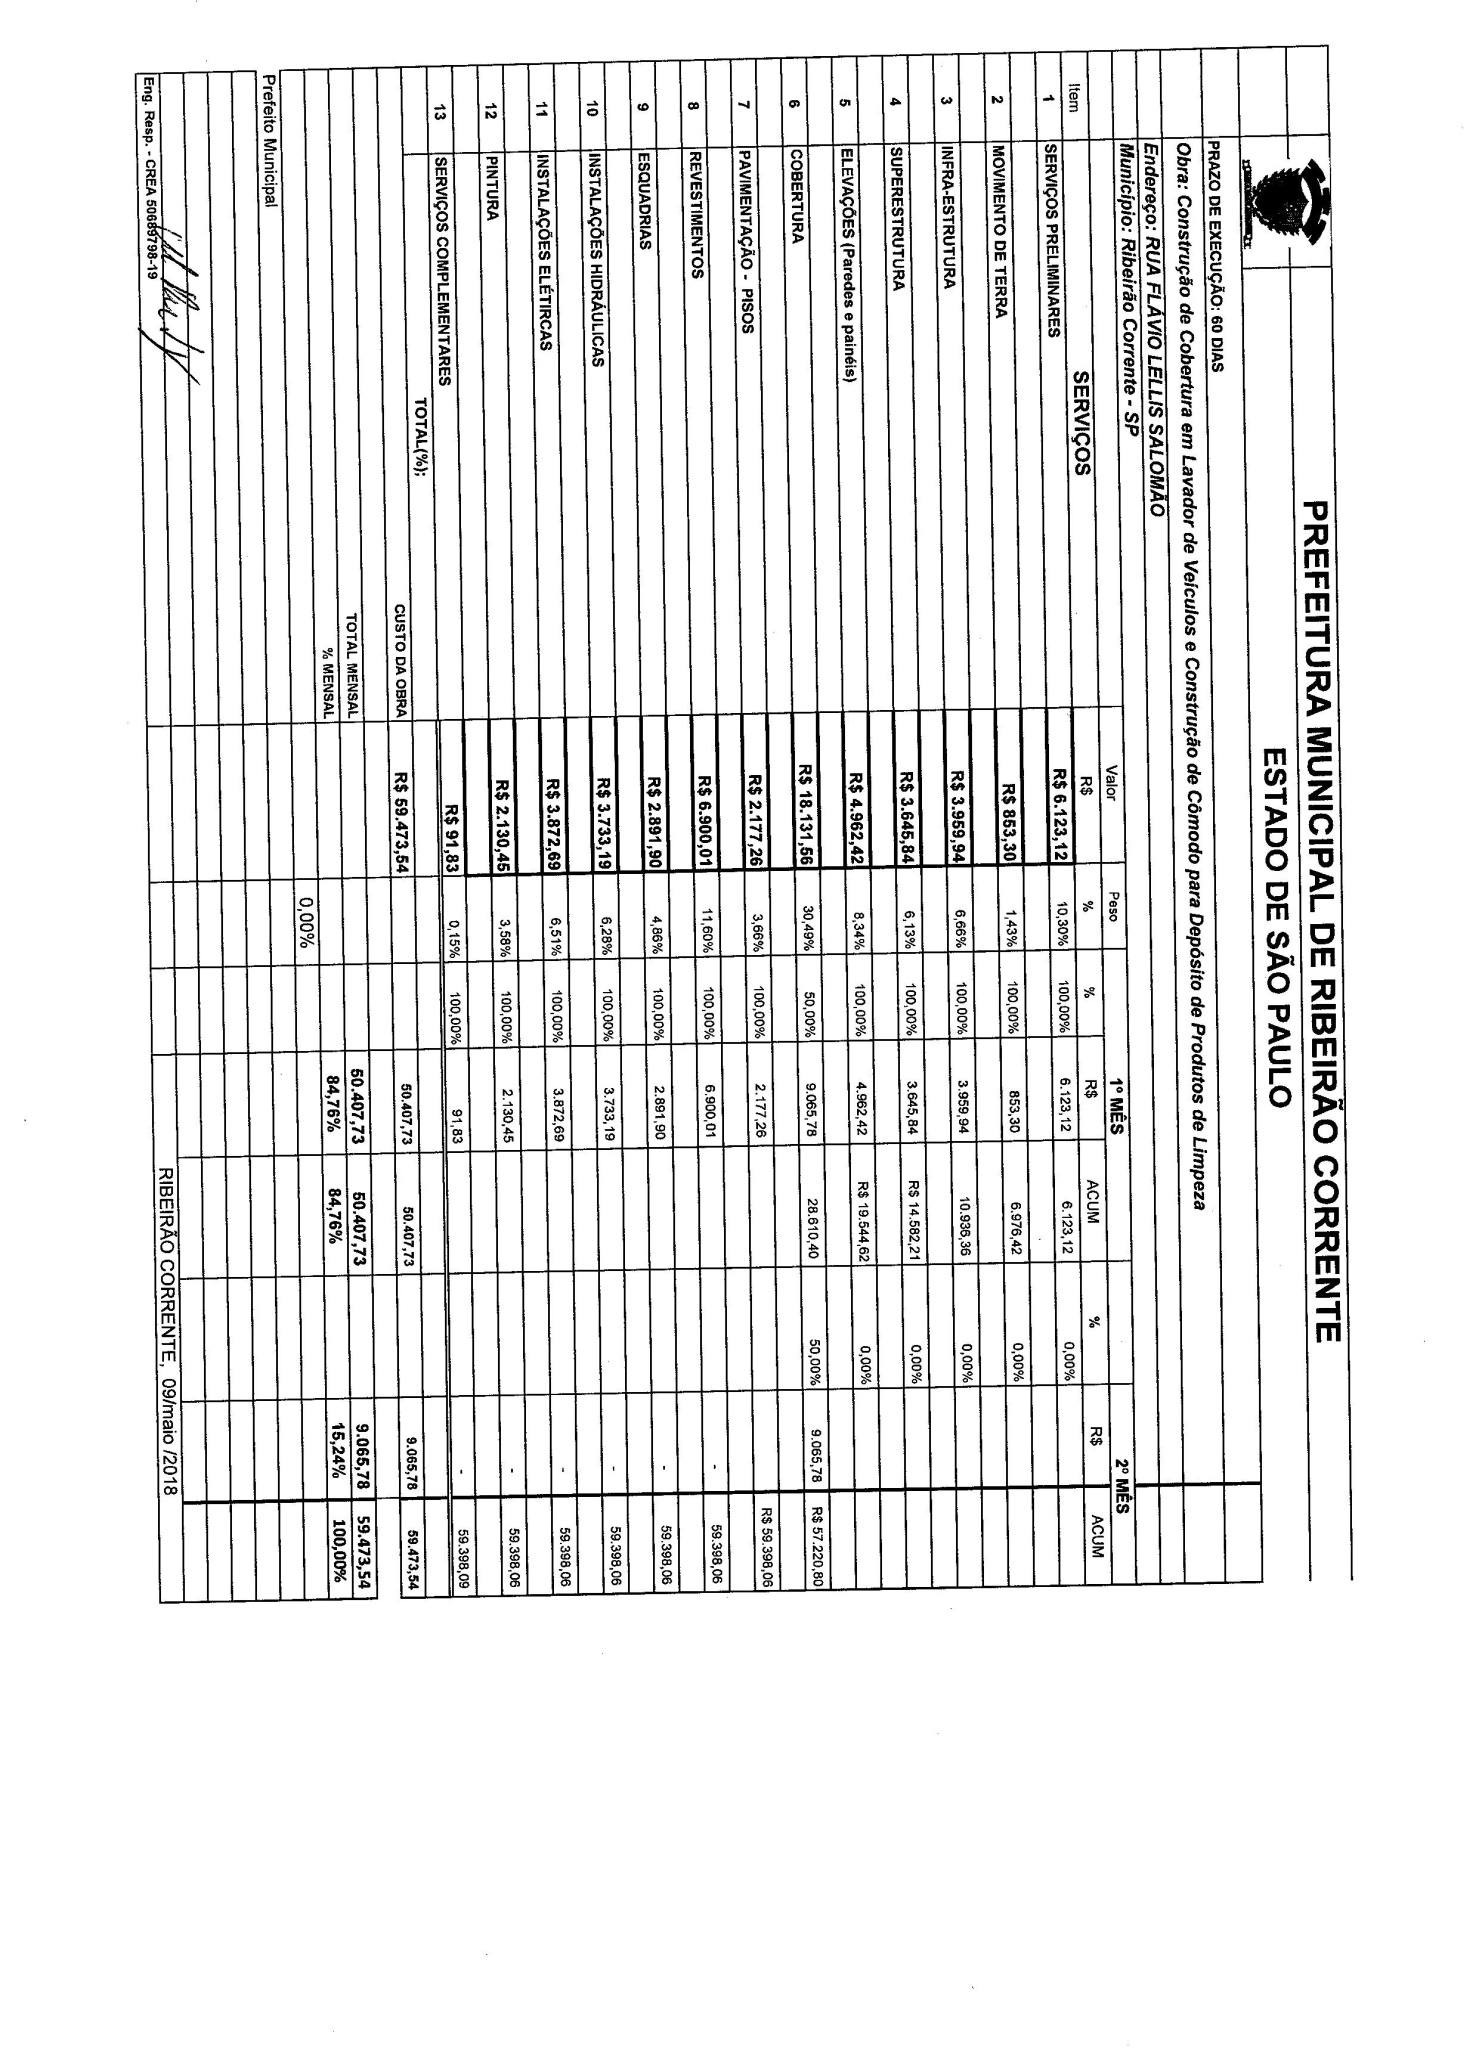 PREFEITURA MUNICIPAL DE RIBEIRÃO CORRENTE
ESTADO DE SÃO PAULO
PRAZO DE EXECUÇÃO: 60 DIAS
Obra: Construção de Cobertura em Lavador de Veículos e Construção de Cômodo para Depósito de Produtos de Limpeza
Endereço: RUA FLÁVIO LELLIS SALOMÃO
Município: Ribeirão Corrente - SP
Valor Peso 1º MÊS 2º MÊS
Item SERVIÇOS R$ % % R$ ACUM % R$ ACUM
1 SERVIÇOS PRELIMINARES R$ 6.123,12 10,30% 100,00% 6.123,12 6.123,12 0,00%
2 MOVIMENTO DE TERRA R$ 853,30 1,43% 100,00% 853,30 6.976,42 0,00%
3 INFRA-ESTRUTURA R$ 3.959,94 6,66% 100,00% 3.959,94 10.936,36 0,00%
4 SUPERESTRUTURA R$ 3.645,84 6,13% 100,00% 3.645,84 R$ 14.582,21 0,00%
5 ELEVAÇÕES (Paredes e painéis) R$ 4.962,42 8,34% 100,00% 4.962,42 R$ 19.544,62 0,00%
6 COBERTURA R$ 18.131,56 30,49% 50,00% 9.065,78 28.610,40 50,00% 9.065,78 R$ 57.220,80
7 PAVIMENTAÇÃO - PISOS R$ 2.177,26 3,66% 100,00% 2.177,26 R$ 59.398,06
8 REVESTIMENTOS R$ 6.900,01 11,60% 100,00% 6.900,01 - 59.398,06
9 ESQUADRIAS R$ 2.891,90 4,86% 100,00% 2.891,90 - 59.398,06
10 INSTALAÇÕES HIDRÁULICAS R$ 3.733,19 6,28% 100,00% 3.733,19 - 59.398,06
11 INSTALAÇÕES ELÉTIRCAS R$ 3.872,69 6,51% 100,00% 3.872,69 - 59.398,06
12 PINTURA R$ 2.130,45 3,58% 100,00% 2.130,45 - 59.398,06
13 SERVIÇOS COMPLEMENTARES R$ 91,83 0,15% 100,00% 91,83 - 59.398,09
TOTAL(%);
CUSTO DA OBRA R$ 59.473,54 50.407,73 50.407,73 9.065,78 59.473,54
TOTAL MENSAL 50.407,73 50.407,73 9.065,78 59.473,54
% MENSAL 84,76% 84,76% 15,24% 100,00%
0,00%
Prefeito Municipal
RIBEIRÃO CORRENTE, 09/maio /2018
Eng. Resp. - CREA 50689798-19